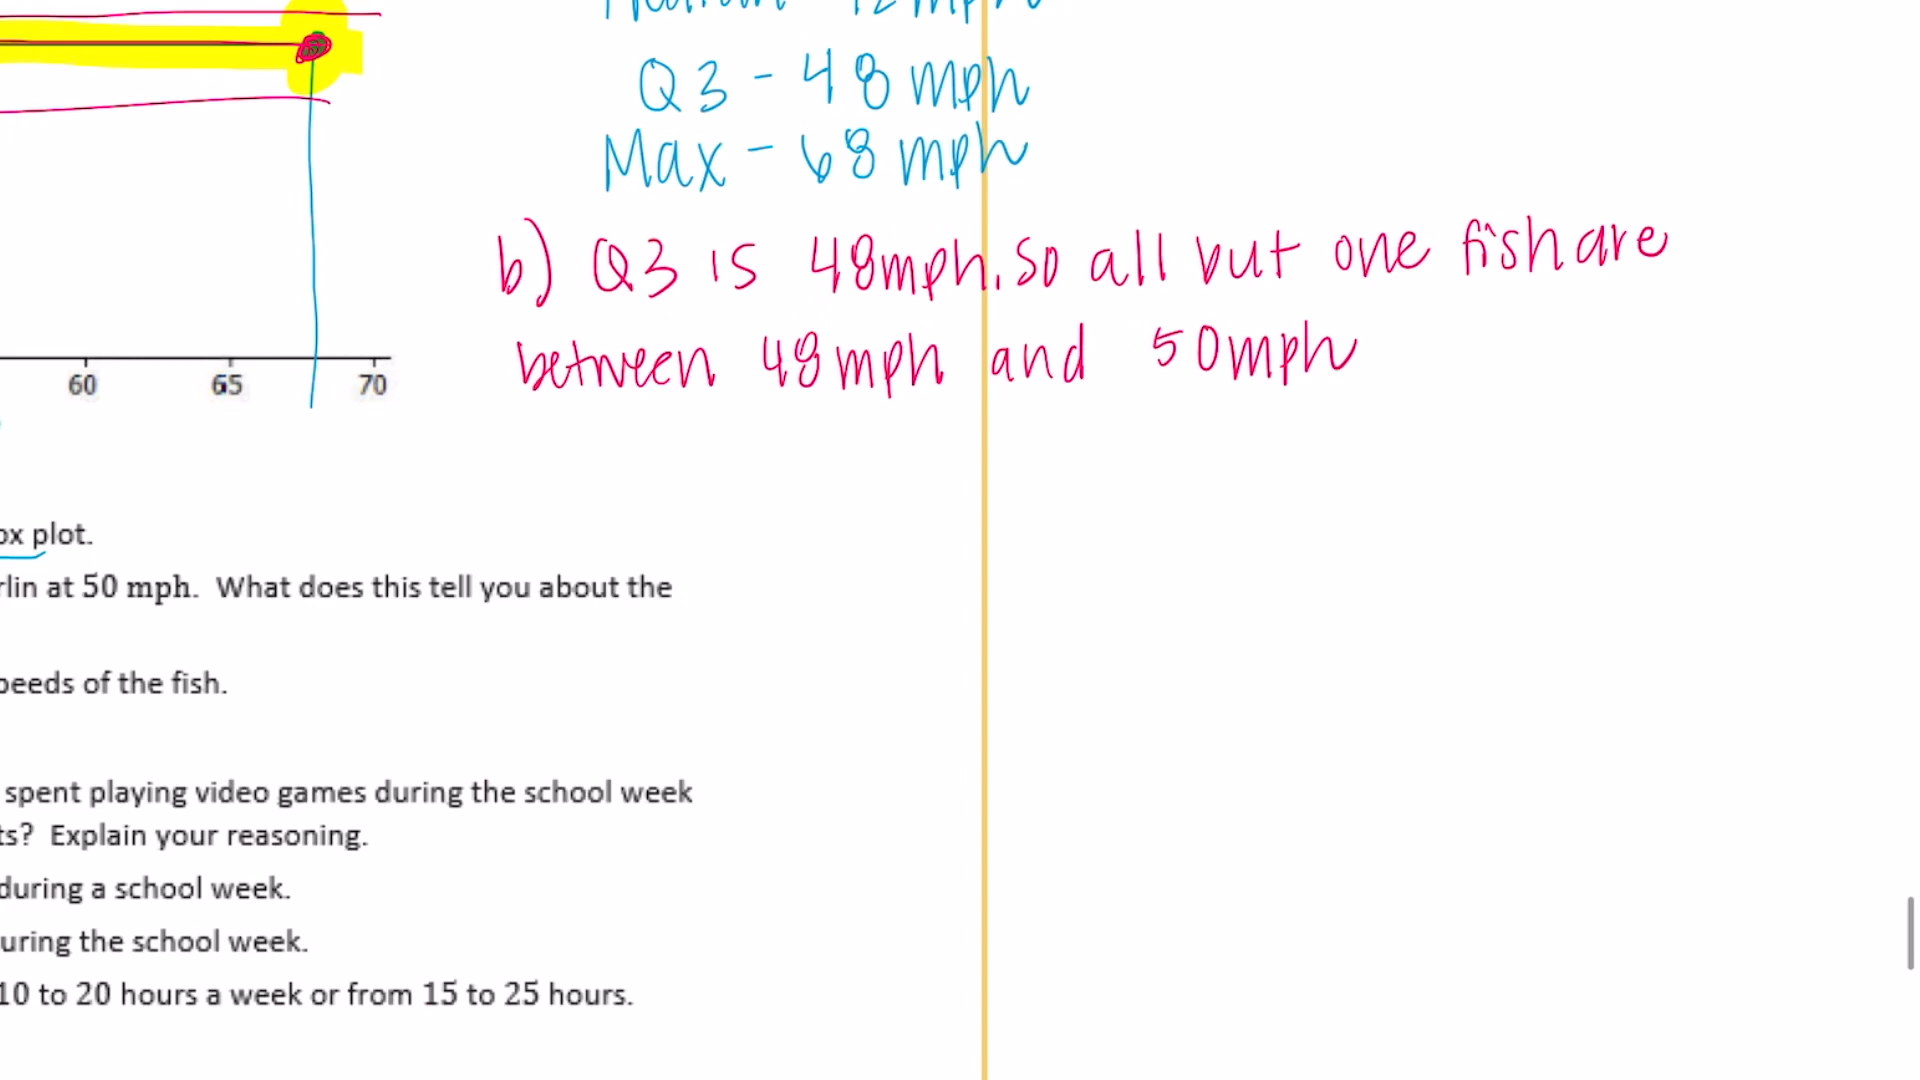 Median - 42 mph
Q3 - 48 mph
Max - 68 mph
b) Q3 is 48mph. So all but one fish are
between 48mph and 50mph
60 65 70
ox plot.
rlin at 50 mph. What does this tell you about the
peeds of the fish.
spent playing video games during the school week
ts? Explain your reasoning.
during a school week.
uring the school week.
10 to 20 hours a week or from 15 to 25 hours.